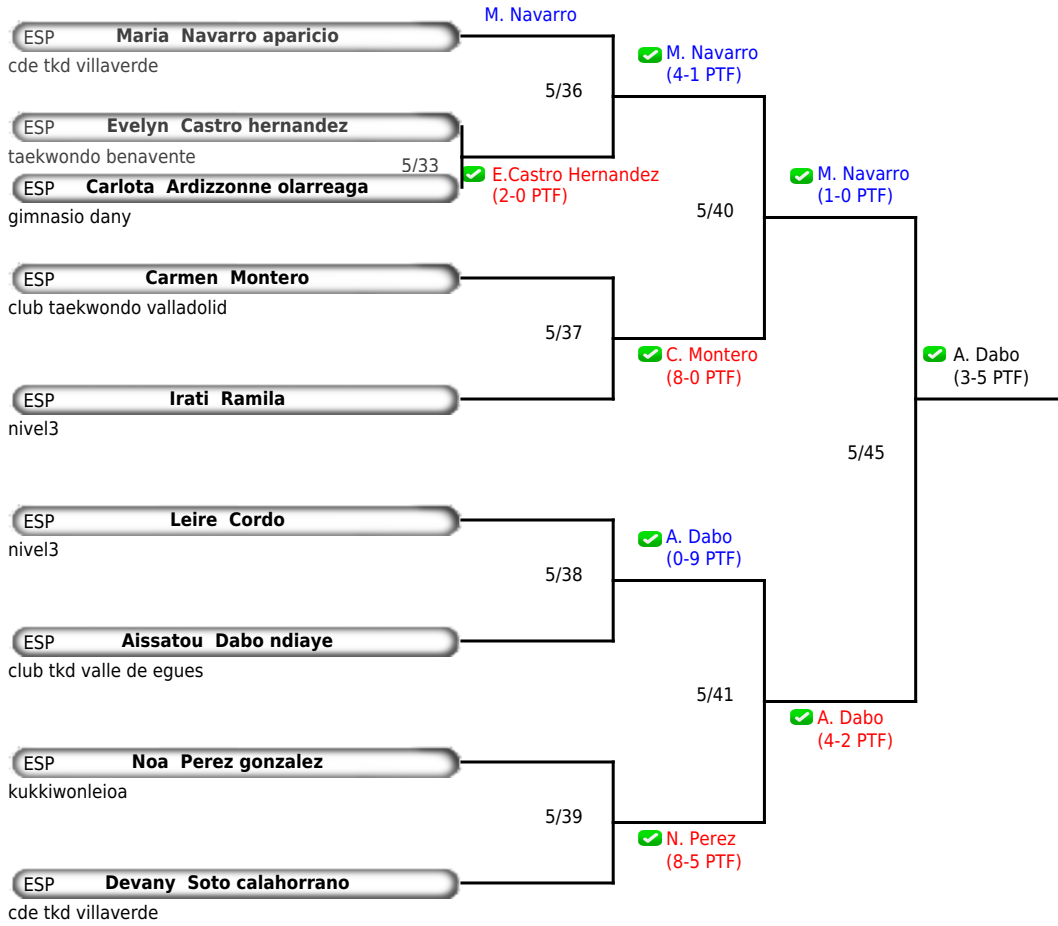 M. Navarro
ESP Maria Navarro aparicio
cde tkd villaverde
M. Navarro
(4-1 PTF)
5/36
ESP Evelyn Castro hernandez
taekwondo benavente
5/33
E.Castro Hernandez
(2-0 PTF)
M. Navarro
(1-0 PTF)
ESP Carlota Ardizzonne olarreaga
gimnasio dany
5/40
ESP Carmen Montero
club taekwondo valladolid
5/37
C. Montero
(8-0 PTF)
A. Dabo
(3-5 PTF)
ESP Irati Ramila
nivel3
5/45
ESP Leire Cordo
nivel3
A. Dabo
(0-9 PTF)
5/38
ESP Aissatou Dabo ndiaye
club tkd valle de egues
5/41
A. Dabo
(4-2 PTF)
ESP Noa Perez gonzalez
kukkiwonleioa
5/39
N. Perez
(8-5 PTF)
ESP Devany Soto calahorrano
cde tkd villaverde